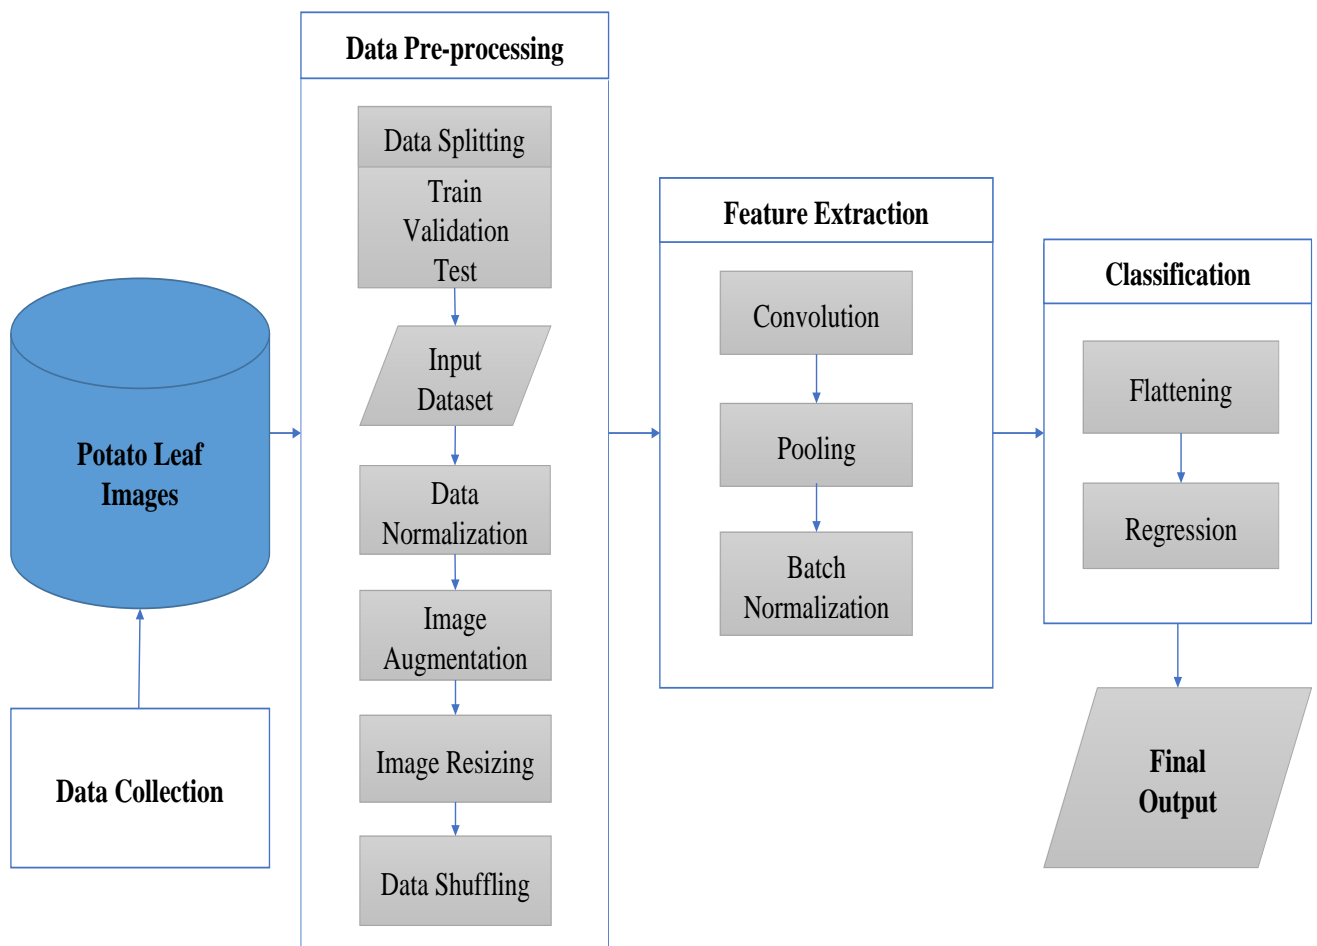 Data Pre-processing
Data Splitting
Train
Validation
Test
Input
Dataset
Data
Normalization
Image
Augmentation
Image Resizing
Data Shuffling
Potato Leaf
Images
Data Collection
Feature Extraction
Convolution
Pooling
Batch
Normalization
Classification
Flattening
Regression
Final
Output